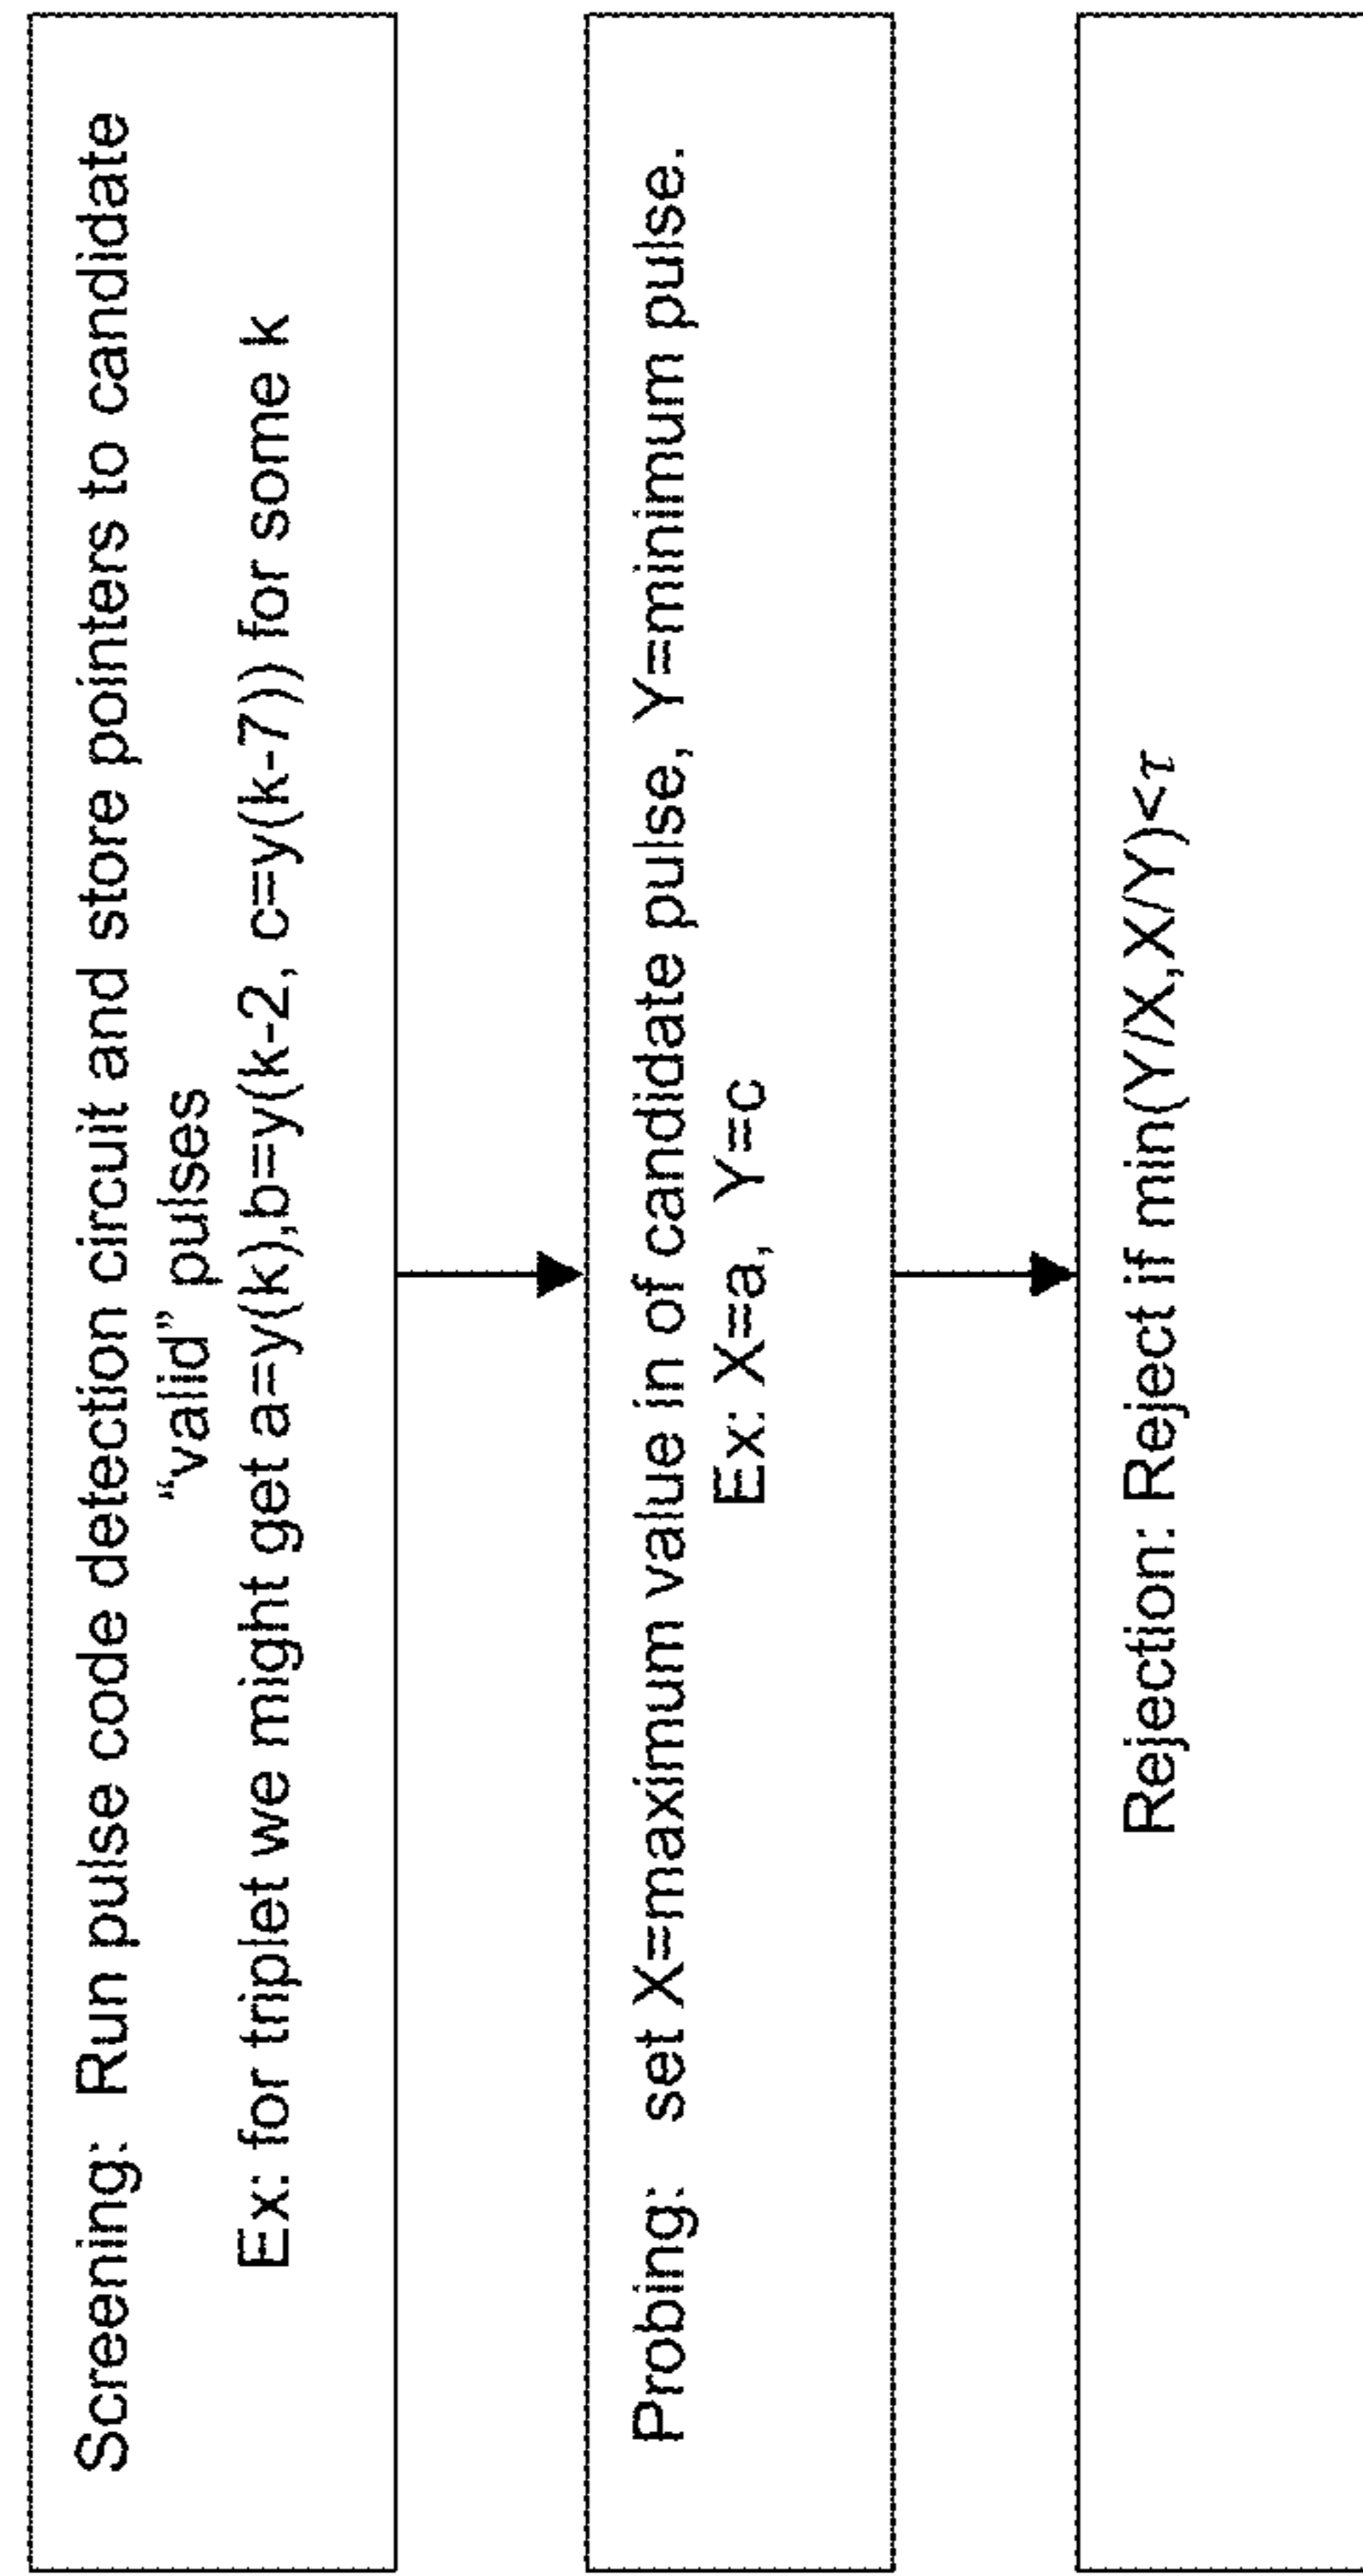 Screening: Run pulse code detection circuit and store pointers to candidate
“valid” pulses
Ex: for triplet we might get a=y(k),b=y(k-2, c=y(k-7)) for some k
Probing: set X=maximum value in of candidate pulse, Y=minimum pulse.
Ex: X=a, Y=c
Rejection: Reject if min(Y/X,X/Y)<τ